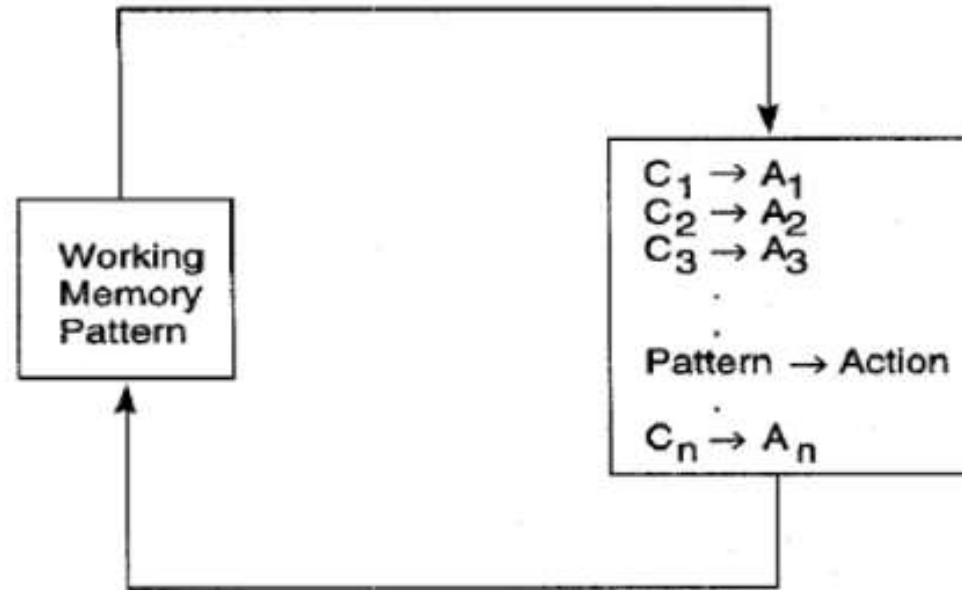 Working
Memory
Pattern
C₁ → A₁
C₂ → A₂
C₃ → A₃
.
.
Pattern → Action
.
Cₙ → Aₙ